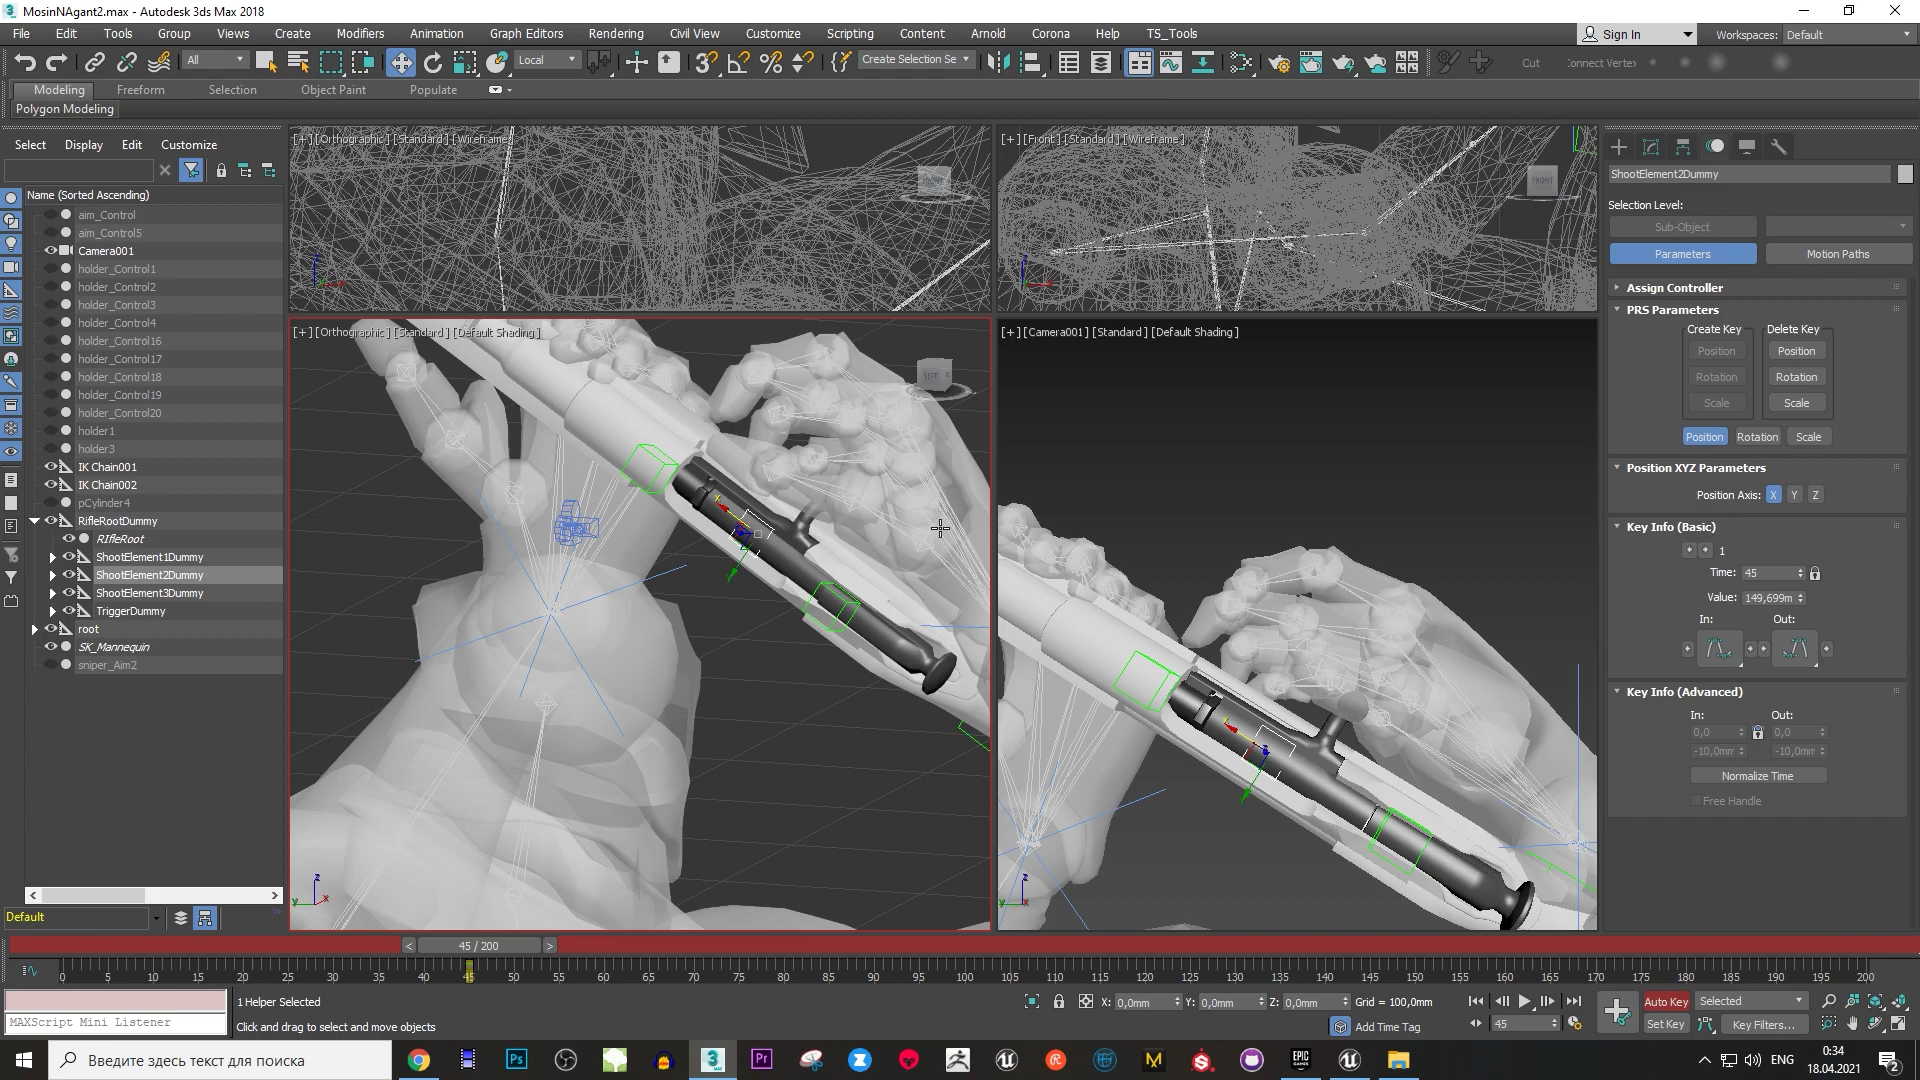 MosinNAgant2.max - Autodesk 3ds Max 2018
File Edit Tools Group Views Create Modifiers Animation Graph Editors Rendering Civil View Customize Scripting Content Arnold Corona Help TS_Tools Sign In Workspaces: Default
All Local Create Selection Se Cut Connect Vertex
Modeling Freeform Selection Object Paint Populate
Polygon Modeling
Select Display Edit Customize
Name (Sorted Ascending)
aim_Control
aim_Control5
Camera001
holder_Control1
holder_Control2
holder_Control3
holder_Control4
holder_Control16
holder_Control17
holder_Control18
holder_Control19
holder_Control20
holder1
holder3
IK Chain001
IK Chain002
pCylinder4
RifleRootDummy
RIfleRoot
ShootElement1Dummy
ShootElement2Dummy
ShootElement3Dummy
TriggerDummy
root
SK_Mannequin
sniper_Aim2
Default
[+] [Orthographic] [Standard] [Wireframe]
FRONT
[+] [Front] [Standard] [Wireframe]
FRONT
[+] [Orthographic] [Standard] [Default Shading]
LEFT
[+] [Camera001] [Standard] [Default Shading]
ShootElement2Dummy
Selection Level:
Sub-Object
Parameters Motion Paths
Assign Controller
PRS Parameters
Create Key Delete Key
Position Position
Rotation Rotation
Scale Scale
Position Rotation Scale
Position XYZ Parameters
Position Axis: X Y Z
Key Info (Basic)
1
Time: 45
Value: 149,699m
In: Out:
Key Info (Advanced)
In: Out:
0,0 0,0
-10,0mm -10,0mm
Normalize Time
Free Handle
< 45 / 200 >
0 5 10 15 20 25 30 35 40 45 50 55 60 65 70 75 80 85 90 95 100 105 110 115 120 125 130 135 140 145 150 155 160 165 170 175 180 185 190 195 200
MAXScript Mini Listener
1 Helper Selected
Click and drag to select and move objects
X: 0,0mm Y: 0,0mm Z: 0,0mm Grid = 100,0mm
Add Time Tag
45
Auto Key Selected
Set Key Key Filters...
Введите здесь текст для поиска
ENG
0:34
18.04.2021
2